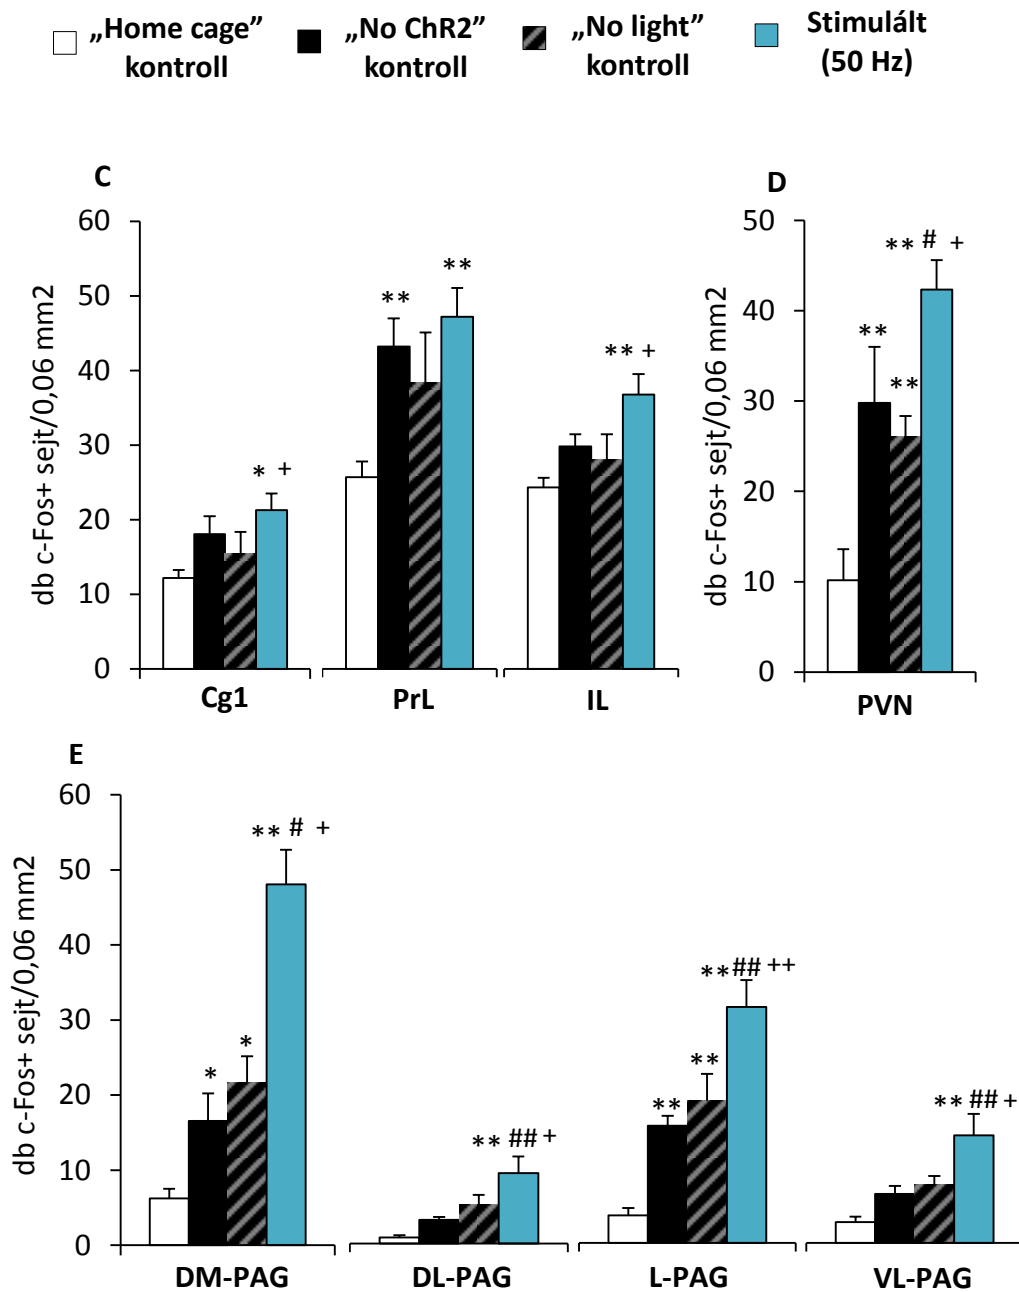 „Home cage” kontroll
„No ChR2” kontroll
„No light” kontroll
Stimulált (50 Hz)
C
60
50
40
30
20
10
0
db c-Fos+ sejt/0,06 mm2
* +
**
**
** +
Cg1
PrL
IL
D
50
40
30
20
10
0
db c-Fos+ sejt/0,06 mm2
**
**
** # +
PVN
E
60
50
40
30
20
10
0
db c-Fos+ sejt/0,06 mm2
*
*
** # +
** ## +
**
**
** ## ++
** ## +
DM-PAG
DL-PAG
L-PAG
VL-PAG